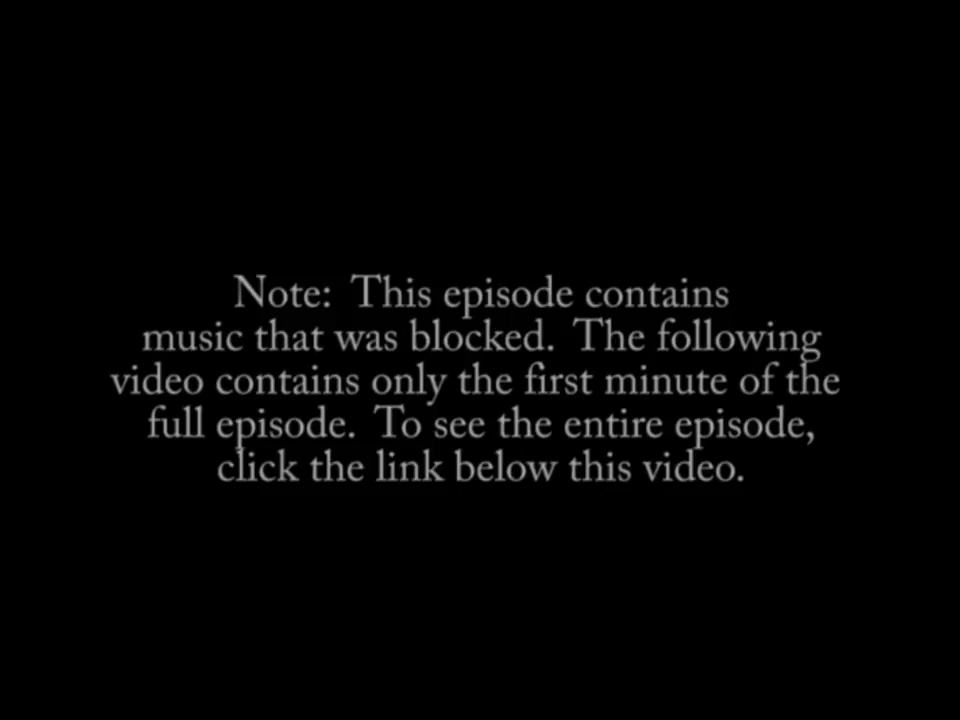 Note:  This episode contains
music that was blocked.  The following
video contains only the first minute of the
full episode.  To see the entire episode,
click the link below this video.